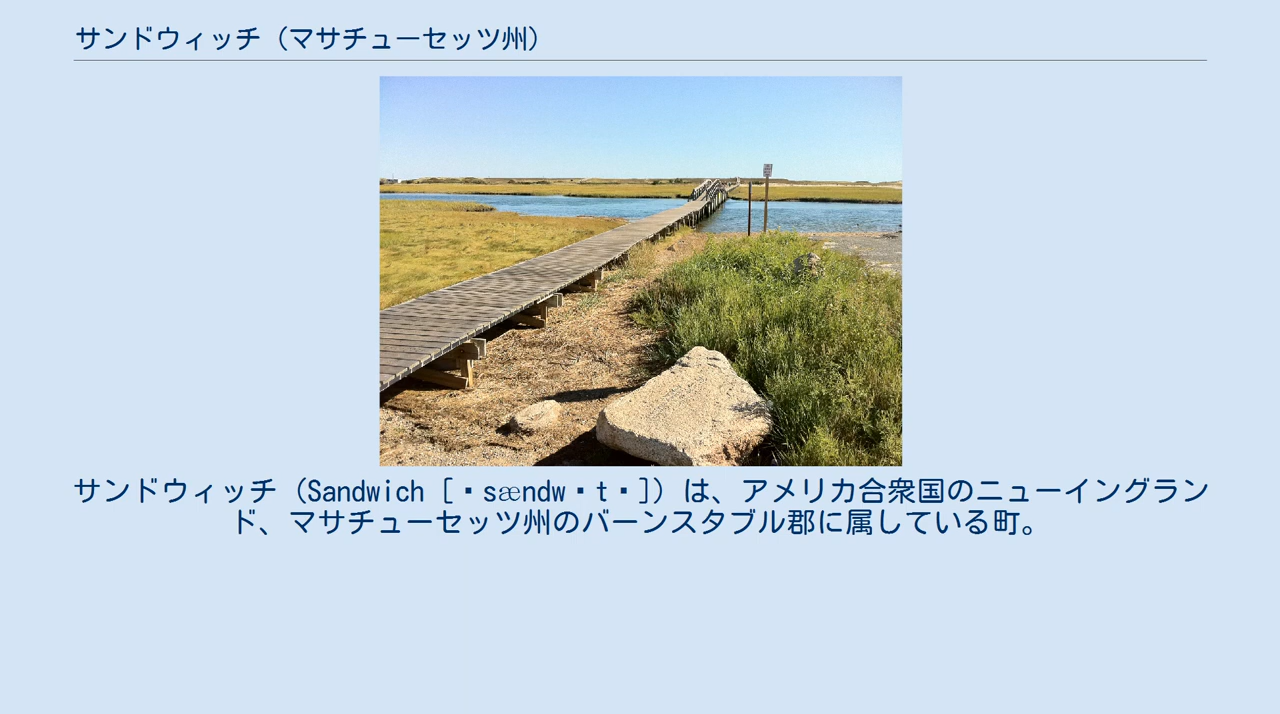 サンドウィッチ（マサチューセッツ州）
サンドウィッチ（Sandwich [▪sændw▪t▪]）は、アメリカ合衆国のニューイングラン
ド、マサチューセッツ州のバーンスタブル郡に属している町。